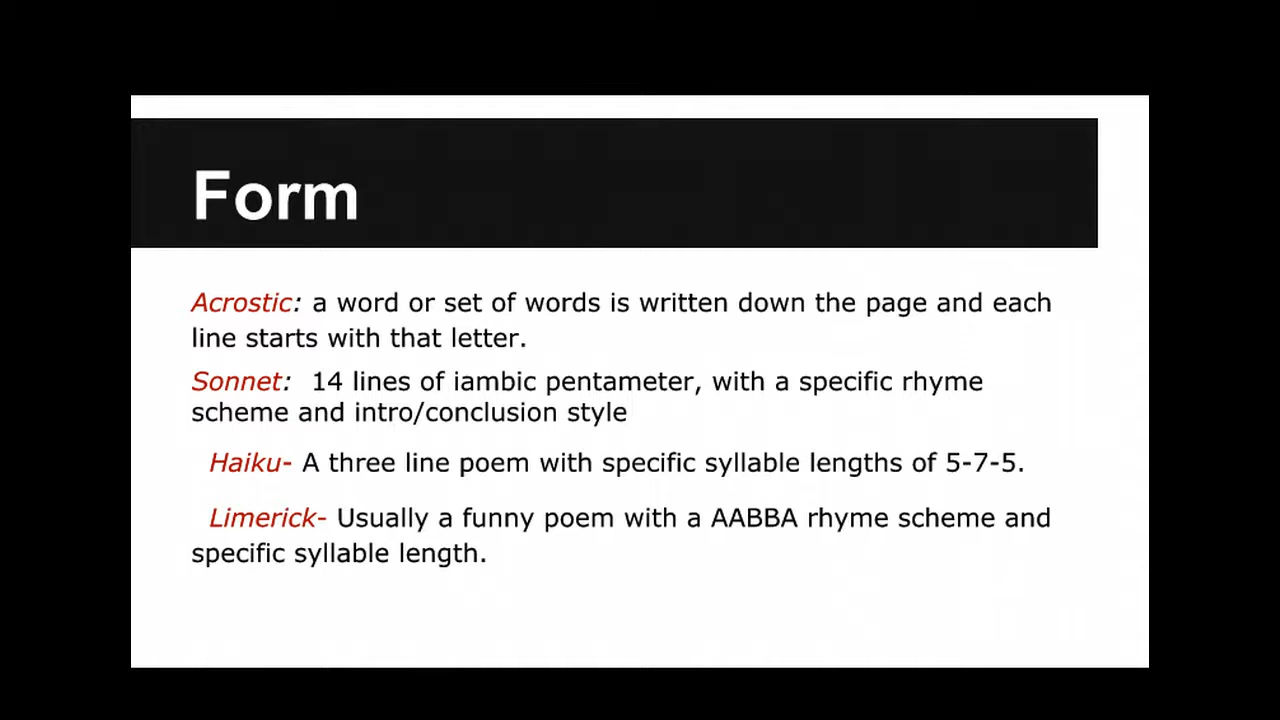 Form
Acrostic: a word or set of words is written down the page and each
line starts with that letter.
Sonnet:  14 lines of iambic pentameter, with a specific rhyme
scheme and intro/conclusion style
Haiku- A three line poem with specific syllable lengths of 5-7-5.
Limerick- Usually a funny poem with a AABBA rhyme scheme and
specific syllable length.